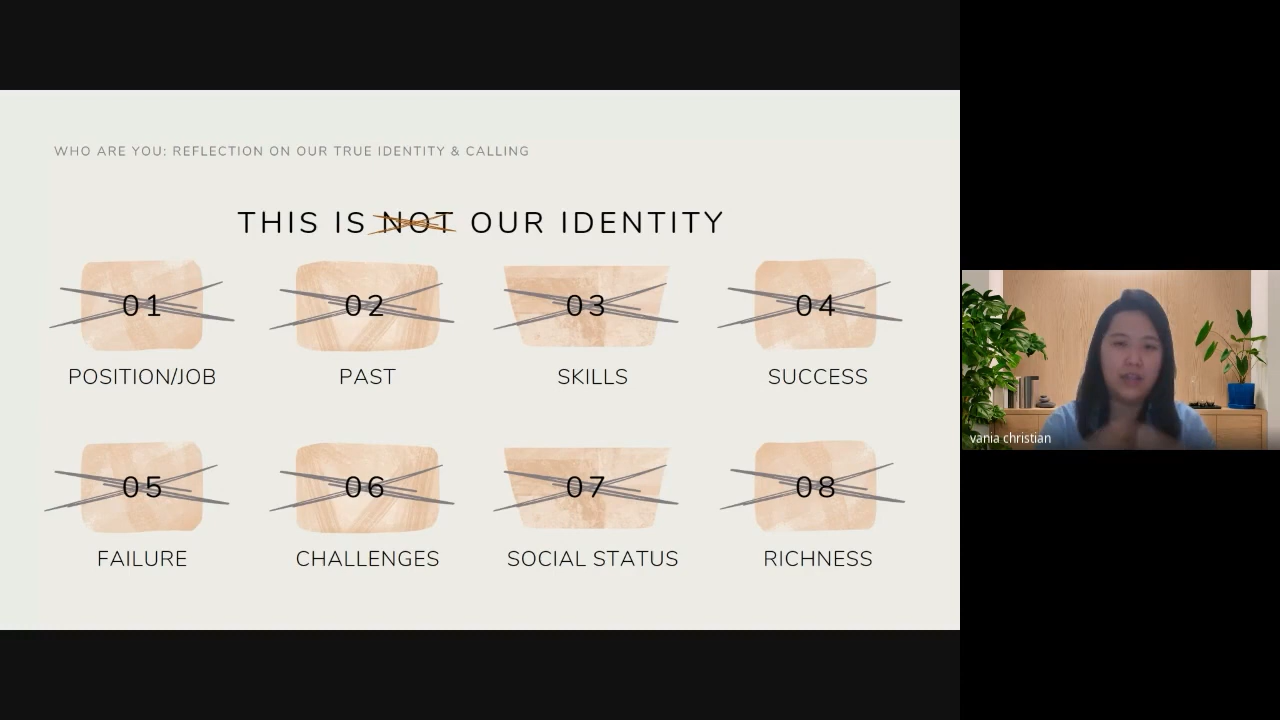 WHO ARE YOU: REFLECTION ON OUR TRUE IDENTITY & CALLING
THIS IS NOT OUR IDENTITY
01 02 03 04
POSITION/JOB PAST SKILLS SUCCESS
05 06 07 08
FAILURE CHALLENGES SOCIAL STATUS RICHNESS
vania christian